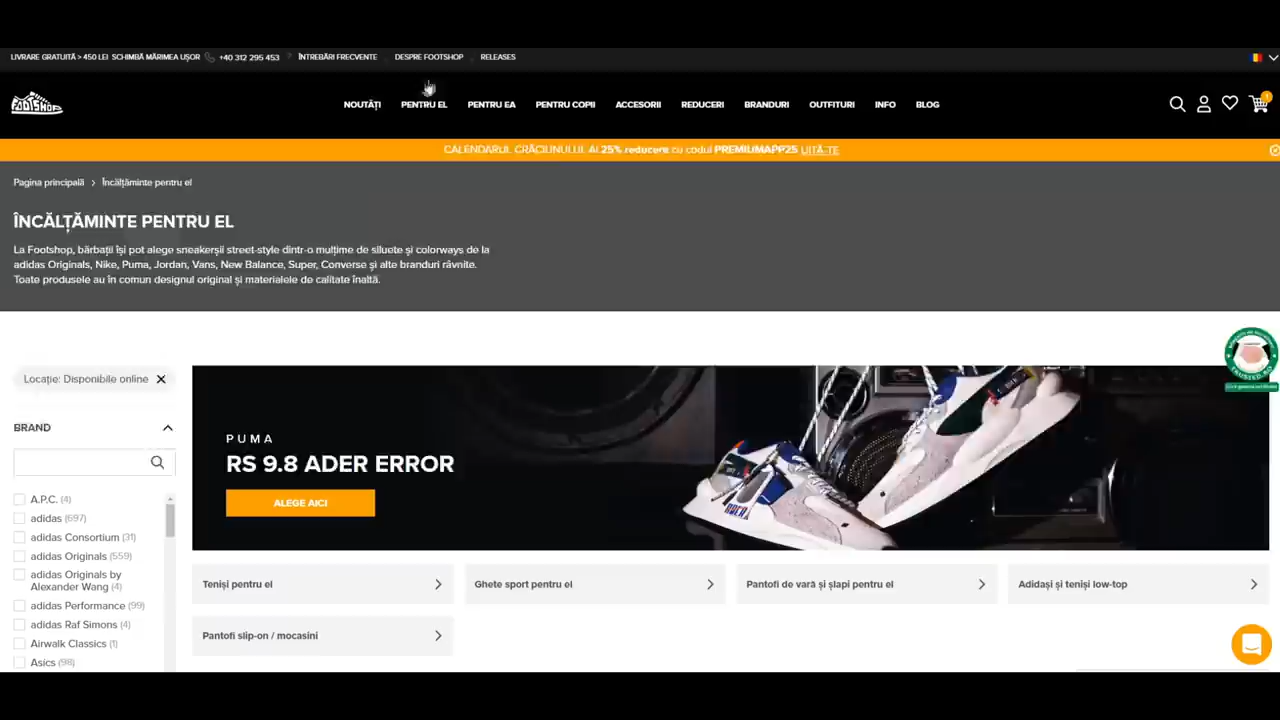 LIVRARE GRATUITĂ > 450 LEI SCHIMBĂ MĂRIMEA UȘOR +40 312 295 453 ÎNTREBĂRI FRECVENTE DESPRE FOOTSHOP RELEASES
FOOTSHOP NOUTĂȚI PENTRU EL PENTRU EA PENTRU COPII ACCESORII REDUCERI BRANDURI OUTFITURI INFO BLOG 1
25% reducere cu codul PREMIUMAPP25 UITĂ-TE
Pagina principală > Încălțăminte pentru el
ÎNCĂLȚĂMINTE PENTRU EL
La Footshop, bărbații își pot alege sneakerșii street-style dintr-o mulțime de siluete și colorways de la
adidas Originals, Nike, Puma, Jordan, Vans, New Balance, Super, Converse și alte branduri râvnite.
Toate produsele au în comun designul original și materialele de calitate înaltă.
Locație: Disponibile online
BRAND
A.P.C. (4)
adidas (697)
adidas Consortium (31)
adidas Originals (559)
adidas Originals by
Alexander Wang (4)
adidas Performance (99)
adidas Raf Simons (4)
Airwalk Classics (1)
Asics (98)
PUMA
RS 9.8 ADER ERROR
ALEGE AICI
Teniși pentru el
Ghete sport pentru el
Pantofi de vară și șlapi pentru el
Adidași și teniși low-top
Pantofi slip-on / mocasini